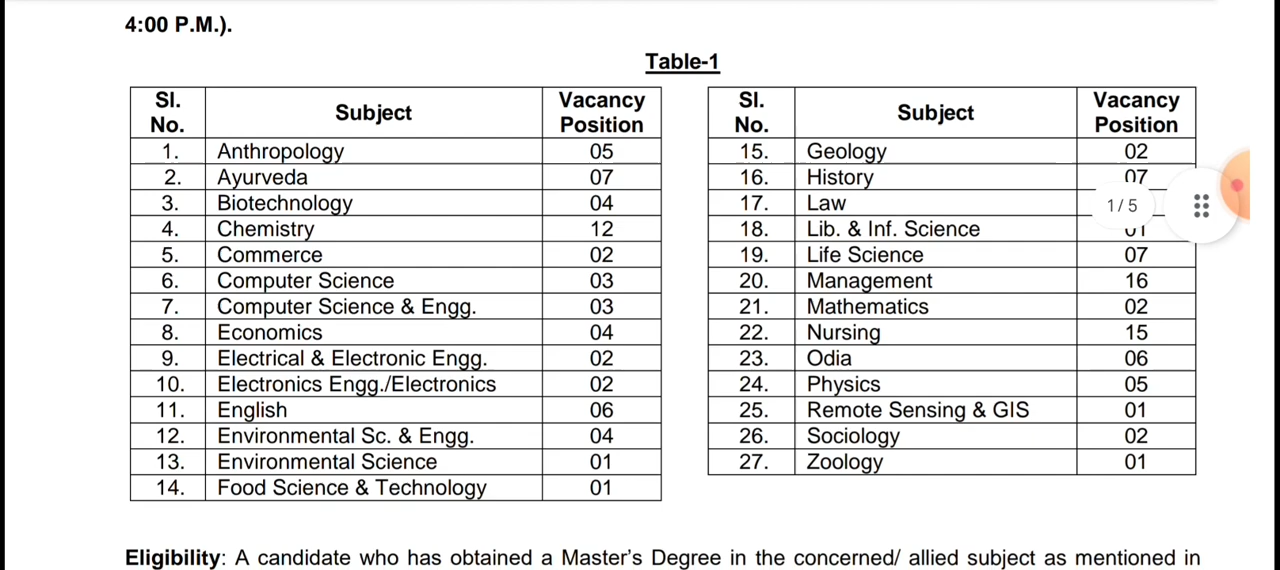 4:00 P.M.).
Table-1
Sl. No. Subject Vacancy Position
1. Anthropology 05
2. Ayurveda 07
3. Biotechnology 04
4. Chemistry 12
5. Commerce 02
6. Computer Science 03
7. Computer Science & Engg. 03
8. Economics 04
9. Electrical & Electronic Engg. 02
10. Electronics Engg./Electronics 02
11. English 06
12. Environmental Sc. & Engg. 04
13. Environmental Science 01
14. Food Science & Technology 01
Sl. No. Subject Vacancy Position
15. Geology 02
16. History 07
17. Law
18. Lib. & Inf. Science 01
19. Life Science 07
20. Management 16
21. Mathematics 02
22. Nursing 15
23. Odia 06
24. Physics 05
25. Remote Sensing & GIS 01
26. Sociology 02
27. Zoology 01
1 / 5
Eligibility: A candidate who has obtained a Master's Degree in the concerned/ allied subject as mentioned in